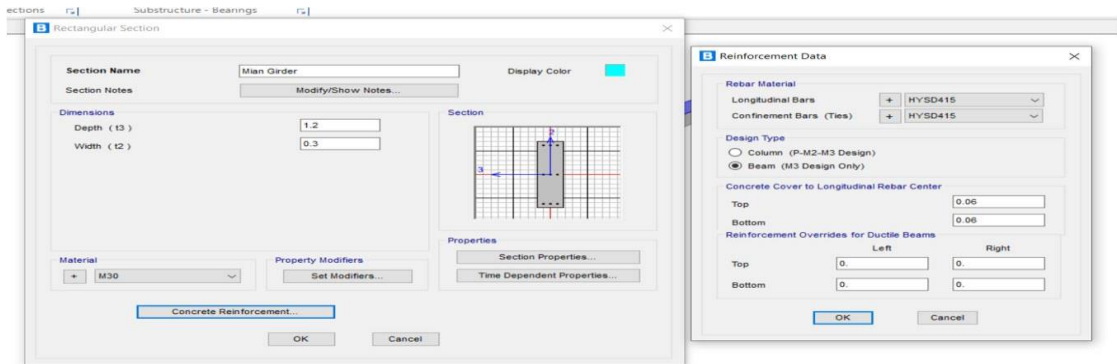 ections
Substructure - Bearings
B Rectangular Section
Section Name Mian Girder Display Color
Section Notes Modify/Show Notes...
Dimensions
Depth ( t3 ) 1.2
Width ( t2 ) 0.3
Section
2
3
Properties
Section Properties...
Time Dependent Properties...
Material
+ M30
Property Modifiers
Set Modifiers...
Concrete Reinforcement...
OK Cancel
B Reinforcement Data
Rebar Material
Longitudinal Bars + HYSD415
Confinement Bars (Ties) + HYSD415
Design Type
Column (P-M2-M3 Design)
Beam (M3 Design Only)
Concrete Cover to Longitudinal Rebar Center
Top 0.06
Bottom 0.06
Reinforcement Overrides for Ductile Beams
Left Right
Top 0. 0.
Bottom 0. 0.
OK Cancel